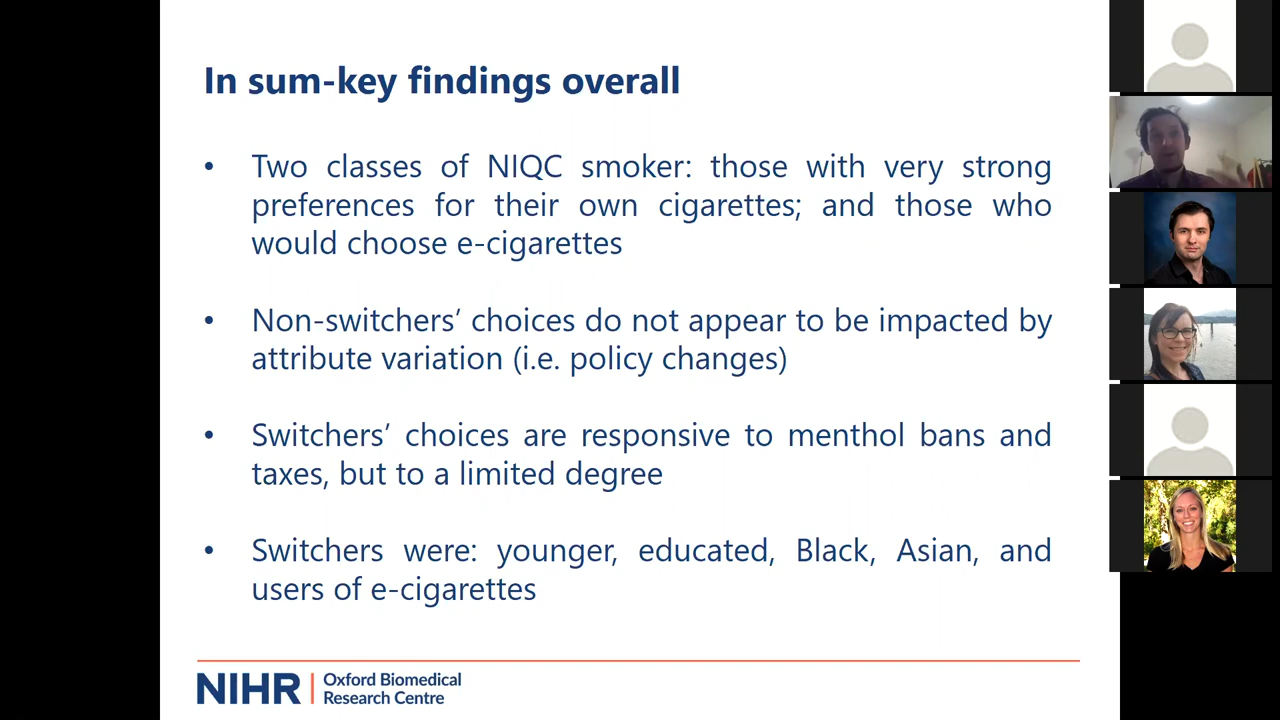 In sum-key findings overall
• Two classes of NIQC smoker: those with very strong
preferences for their own cigarettes; and those who
would choose e-cigarettes
• Non-switchers’ choices do not appear to be impacted by
attribute variation (i.e. policy changes)
• Switchers’ choices are responsive to menthol bans and
taxes, but to a limited degree
• Switchers were: younger, educated, Black, Asian, and
users of e-cigarettes
NIHR | Oxford Biomedical
Research Centre